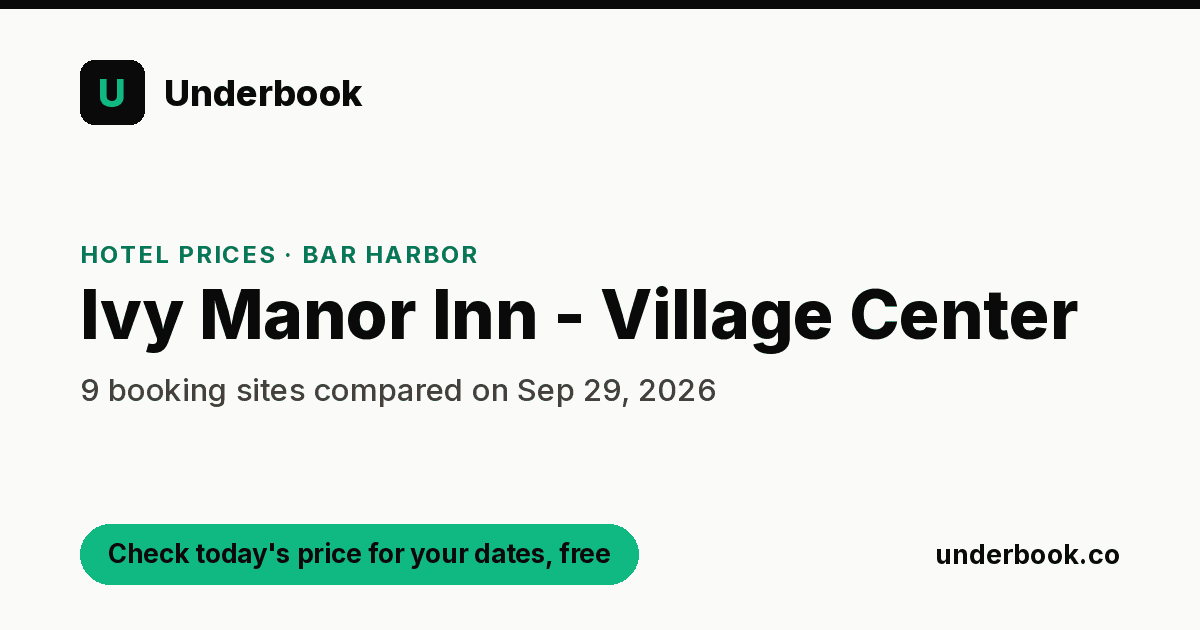 U Underbook
HOTEL PRICES · BAR HARBOR
Ivy Manor Inn - Village Center
9 booking sites compared on Sep 29, 2026
Check today's price for your dates, free
underbook.co